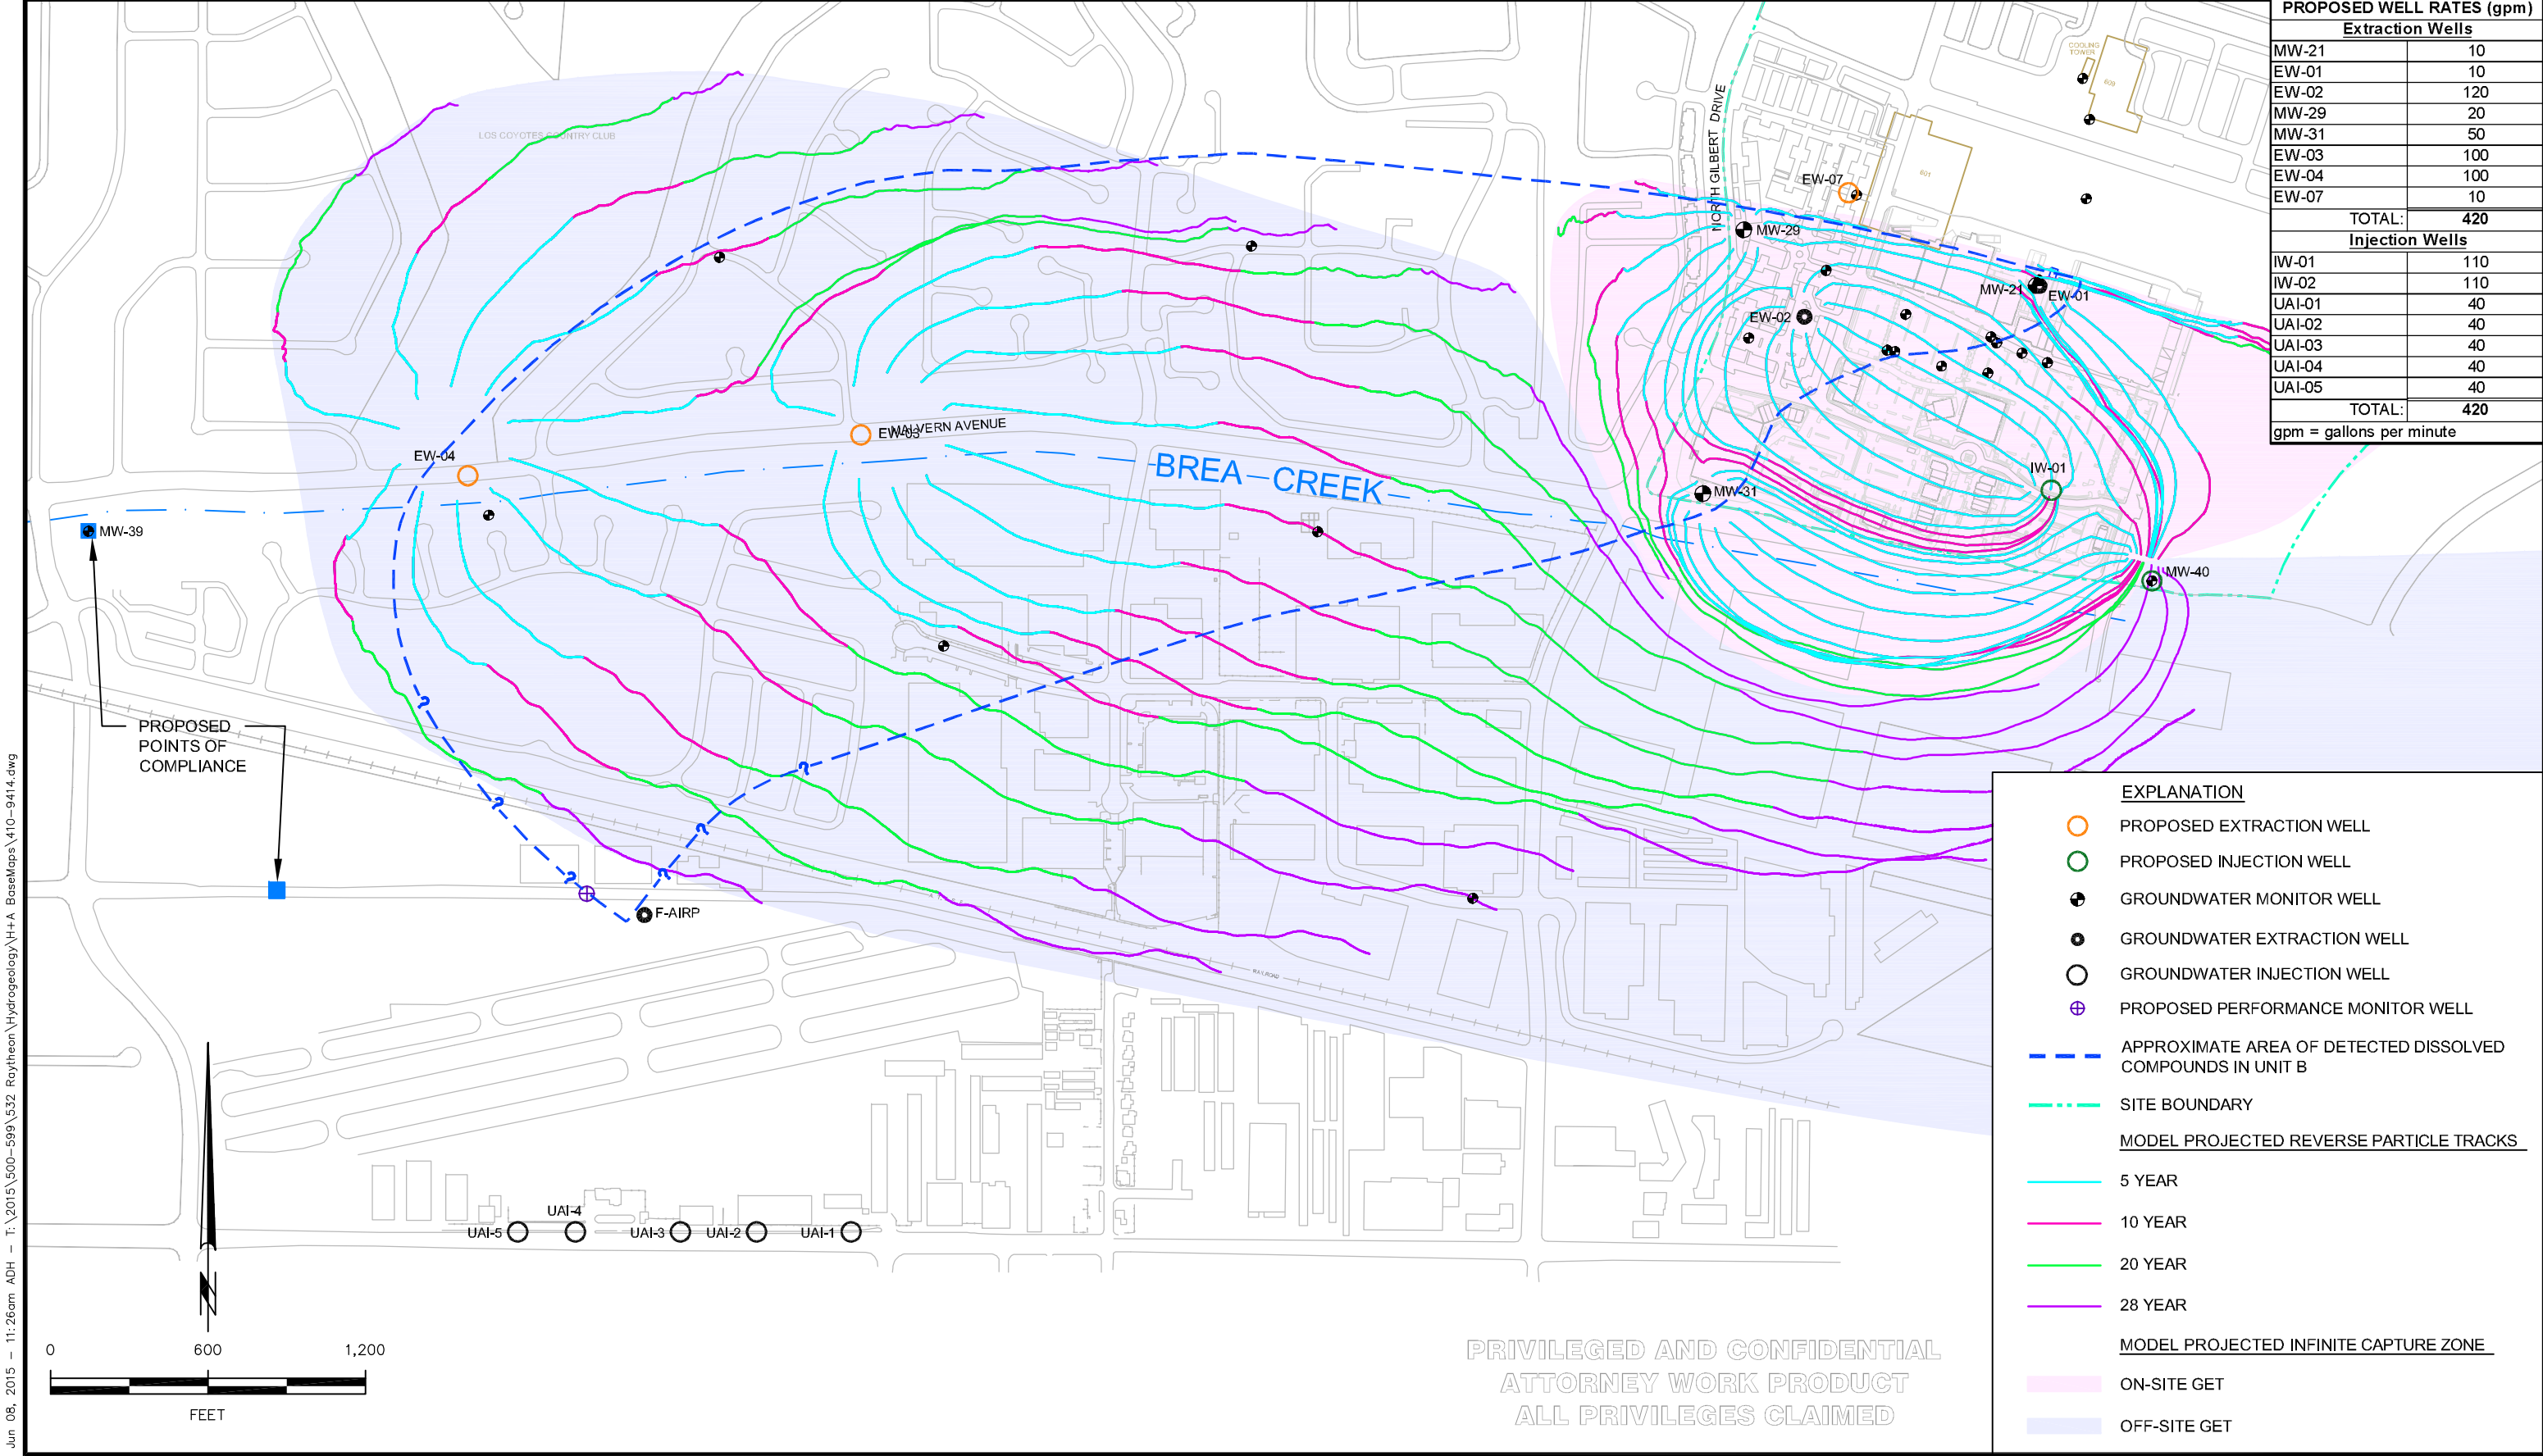 PROPOSED WELL RATES (gpm)
Extraction Wells
MW-21 10
EW-01 10
EW-02 120
MW-29 20
MW-31 50
EW-03 100
EW-04 100
EW-07 10
TOTAL: 420
Injection Wells
IW-01 110
IW-02 110
UAI-01 40
UAI-02 40
UAI-03 40
UAI-04 40
UAI-05 40
TOTAL: 420
gpm = gallons per minute
COOLING
TOWER
609
601
LOS COYOTES COUNTRY CLUB
NORTH GILBERT DRIVE
EW-07
MW-29
MW-21
EW-01
EW-02
EW-03
MALVERN AVENUE
EW-04
BREA CREEK
IW-01
MW-31
MW-39
MW-40
PROPOSED
POINTS OF
COMPLIANCE
?
?
?
?
?
?
F-AIRP
RAILROAD
UAI-5
UAI-4
UAI-3
UAI-2
UAI-1
N
0 600 1,200
FEET
PRIVILEGED AND CONFIDENTIAL
ATTORNEY WORK PRODUCT
ALL PRIVILEGES CLAIMED
EXPLANATION
PROPOSED EXTRACTION WELL
PROPOSED INJECTION WELL
GROUNDWATER MONITOR WELL
GROUNDWATER EXTRACTION WELL
GROUNDWATER INJECTION WELL
PROPOSED PERFORMANCE MONITOR WELL
APPROXIMATE AREA OF DETECTED DISSOLVED
COMPOUNDS IN UNIT B
SITE BOUNDARY
MODEL PROJECTED REVERSE PARTICLE TRACKS
5 YEAR
10 YEAR
20 YEAR
28 YEAR
MODEL PROJECTED INFINITE CAPTURE ZONE
ON-SITE GET
OFF-SITE GET
Jun 08, 2015 - 11:26am ADH - T:\2015\500-599\532 Raytheon\Hydrogeology\H+A BaseMaps\410-9414.dwg